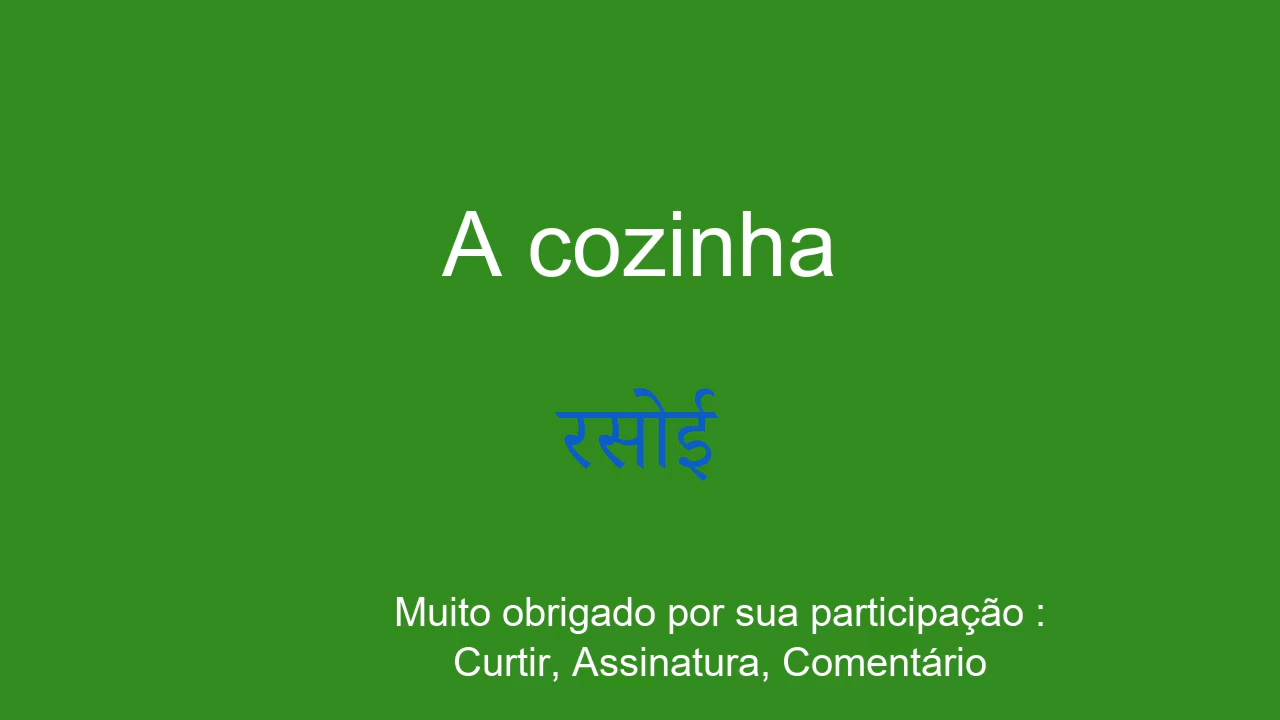 A cozinha
रसोई
Muito obrigado por sua participação :
Curtir, Assinatura, Comentário